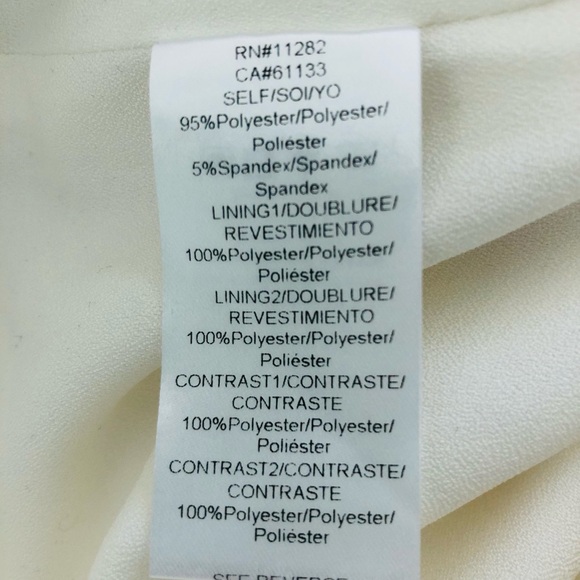 RN#11282
CA#61133
SELF/SOI/YO
95%Polyester/Polyester/
Poliéster
5%Spandex/Spandex/
Spandex
LINING1/DOUBLURE/
REVESTIMIENTO
100%Polyester/Polyester/
Poliéster
LINING2/DOUBLURE/
REVESTIMIENTO
100%Polyester/Polyester/
Poliéster
CONTRAST1/CONTRASTE/
CONTRASTE
100%Polyester/Polyester/
Poliéster
CONTRAST2/CONTRASTE/
CONTRASTE
100%Polyester/Polyester/
Poliéster
SEE REVERSE